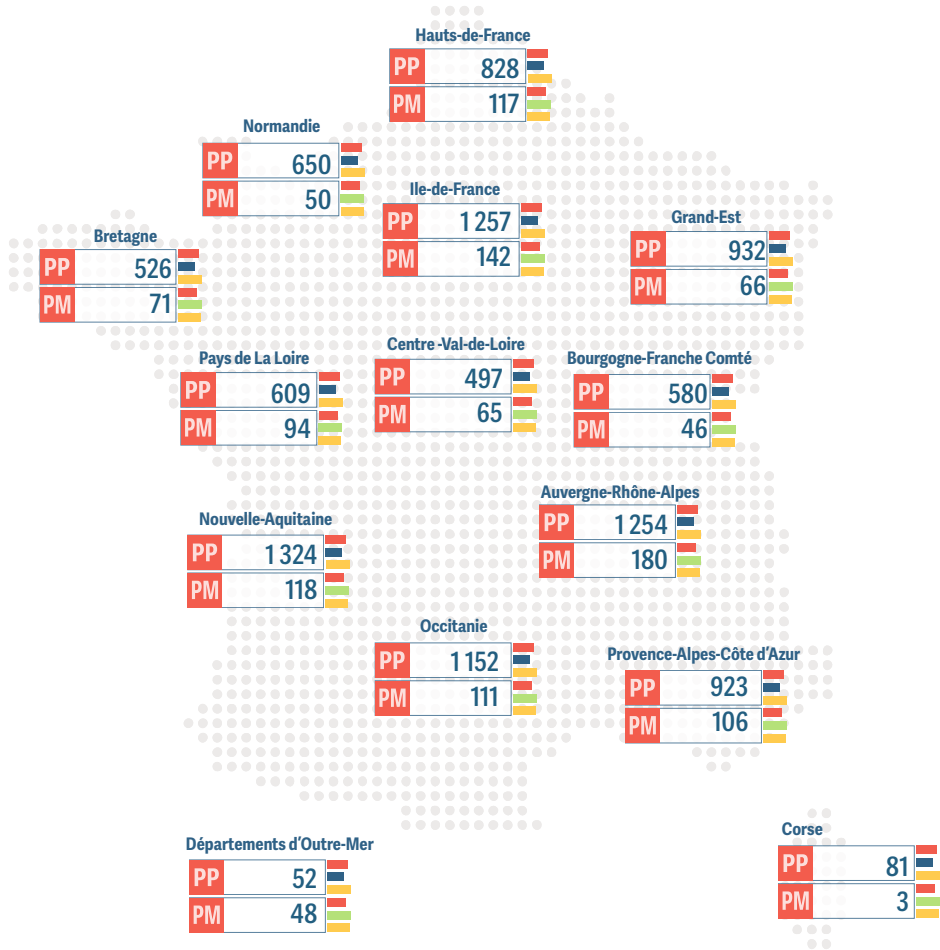 Hauts-de-France
PP 828
PM 117
Normandie
PP 650
PM 50
Ile-de-France
PP 1 257
PM 142
Grand-Est
PP 932
PM 66
Bretagne
PP 526
PM 71
Pays de La Loire
PP 609
PM 94
Centre -Val-de-Loire
PP 497
PM 65
Bourgogne-Franche Comté
PP 580
PM 46
Auvergne-Rhône-Alpes
PP 1 254
PM 180
Nouvelle-Aquitaine
PP 1 324
PM 118
Occitanie
PP 1 152
PM 111
Provence-Alpes-Côte d'Azur
PP 923
PM 106
Départements d'Outre-Mer
PP 52
PM 48
Corse
PP 81
PM 3